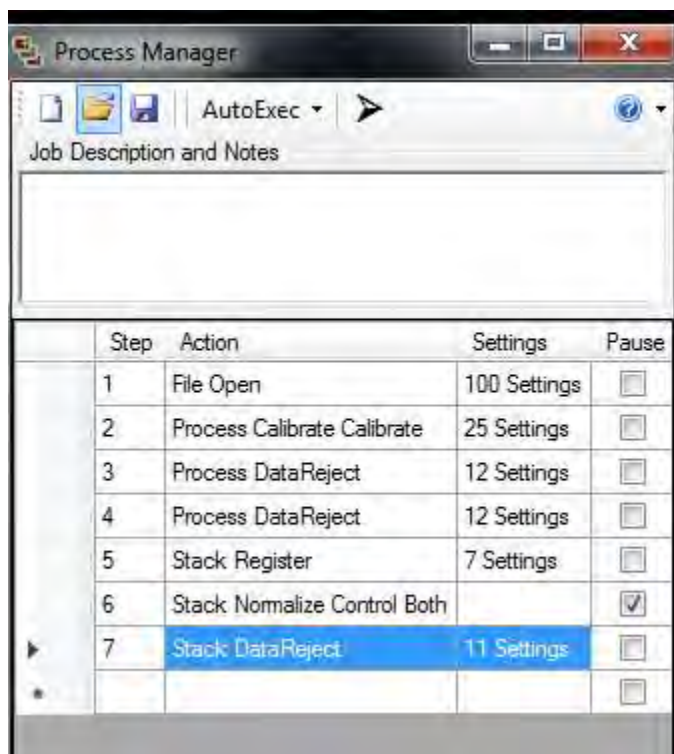 Process Manager
AutoExec
Job Description and Notes
Step Action Settings Pause
1 File Open 100 Settings
2 Process Calibrate Calibrate 25 Settings
3 Process DataReject 12 Settings
4 Process DataReject 12 Settings
5 Stack Register 7 Settings
6 Stack Normalize Control Both
7 Stack DataReject 11 Settings